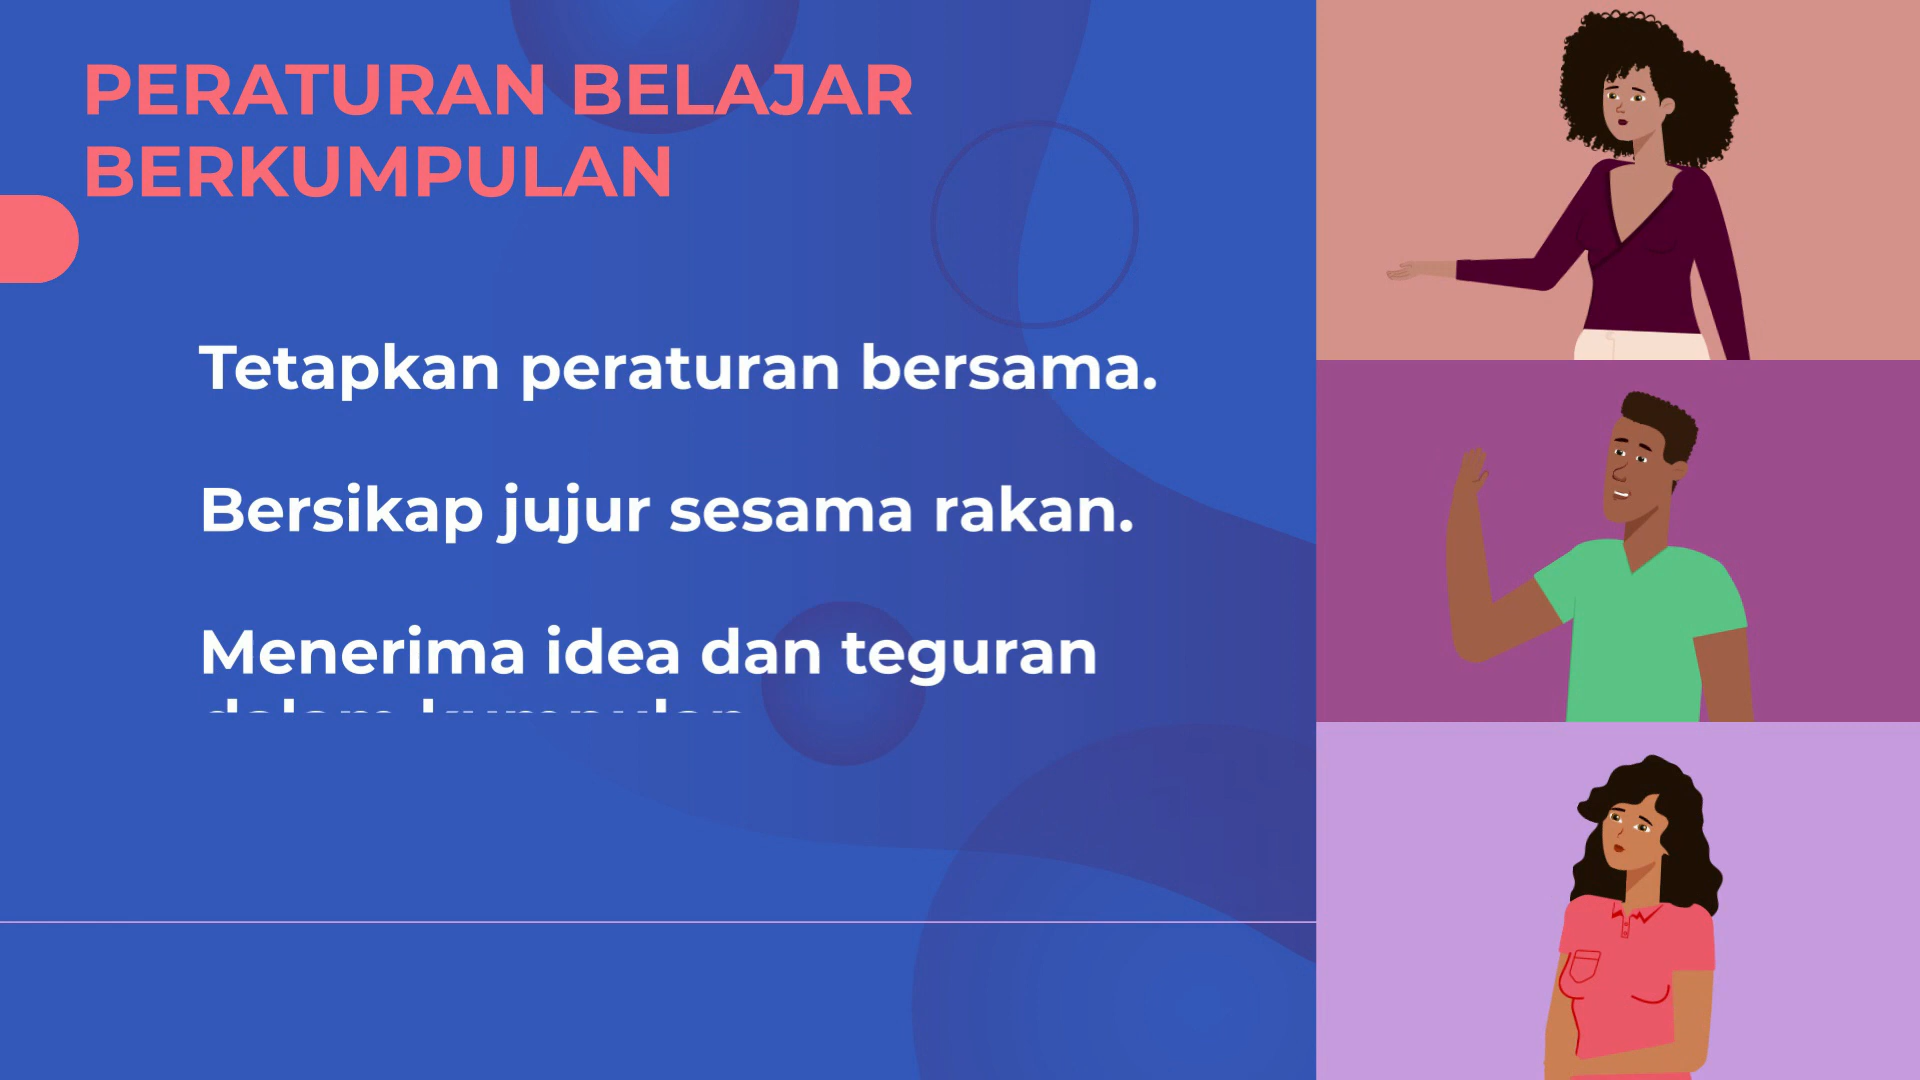 PERATURAN BELAJAR
BERKUMPULAN
Tetapkan peraturan bersama.
Bersikap jujur sesama rakan.
Menerima idea dan teguran